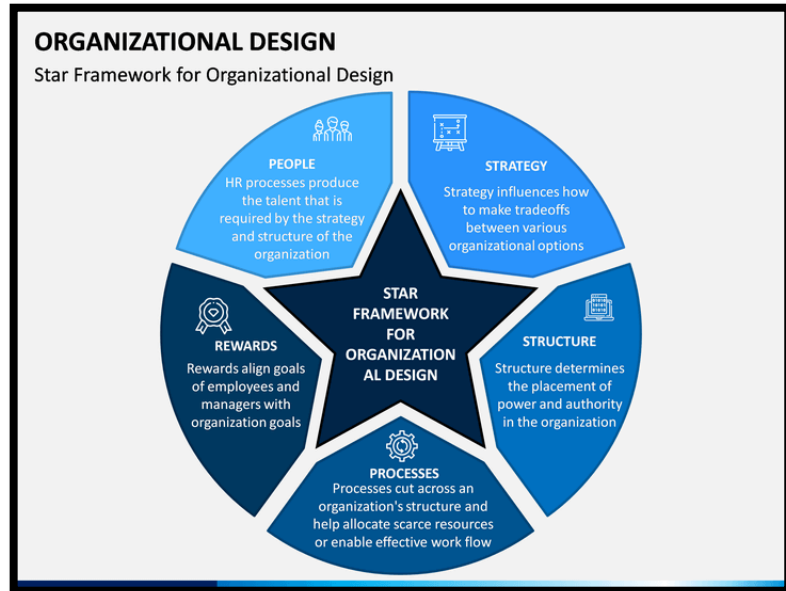 ORGANIZATIONAL DESIGN
Star Framework for Organizational Design
PEOPLE
HR processes produce
the talent that is
required by the strategy
and structure of the
organization
STRATEGY
Strategy influences how
to make tradeoffs
between various
organizational options
STRUCTURE
Structure determines
the placement of
power and authority
in the organization
PROCESSES
Processes cut across an
organization's structure and
help allocate scarce resources
or enable effective work flow
REWARDS
Rewards align goals
of employees and
managers with
organization goals
STAR
FRAMEWORK
FOR
ORGANIZATION
AL DESIGN